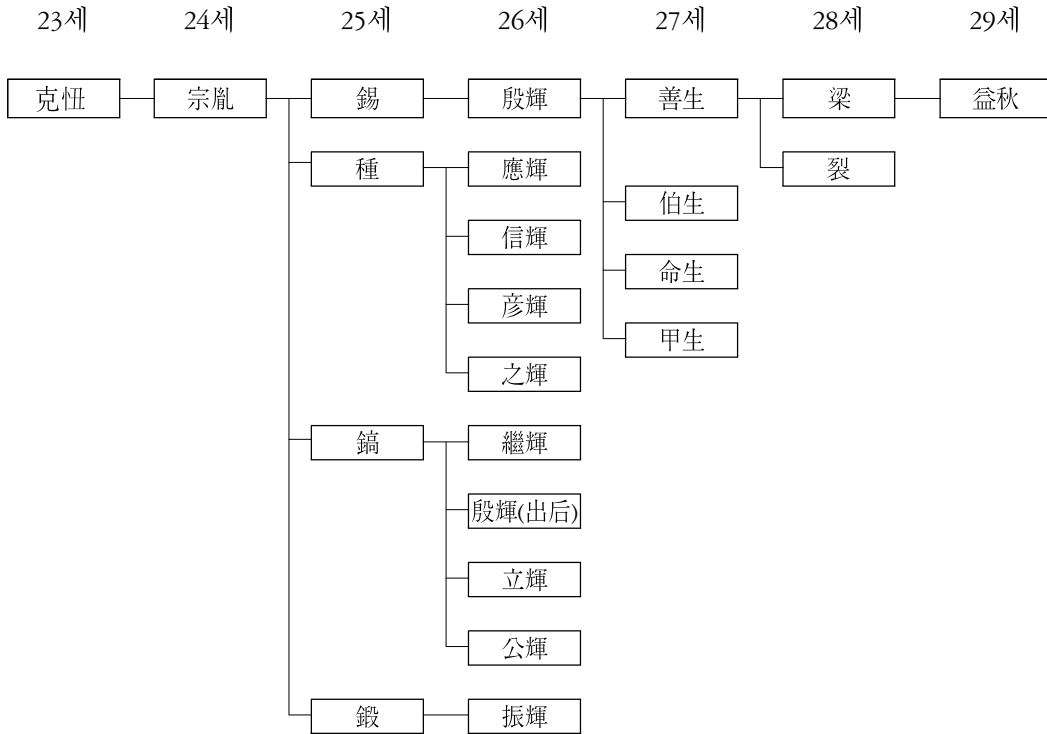 23세 24세 25세 26세 27세 28세 29세
克忸 宗胤 錫 殷輝 善生 梁 益秋
種 應輝 裂
伯生
信輝
命生
彦輝
甲生
之輝
鎬 繼輝
殷輝(出后)
立輝
公輝
鍛 振輝